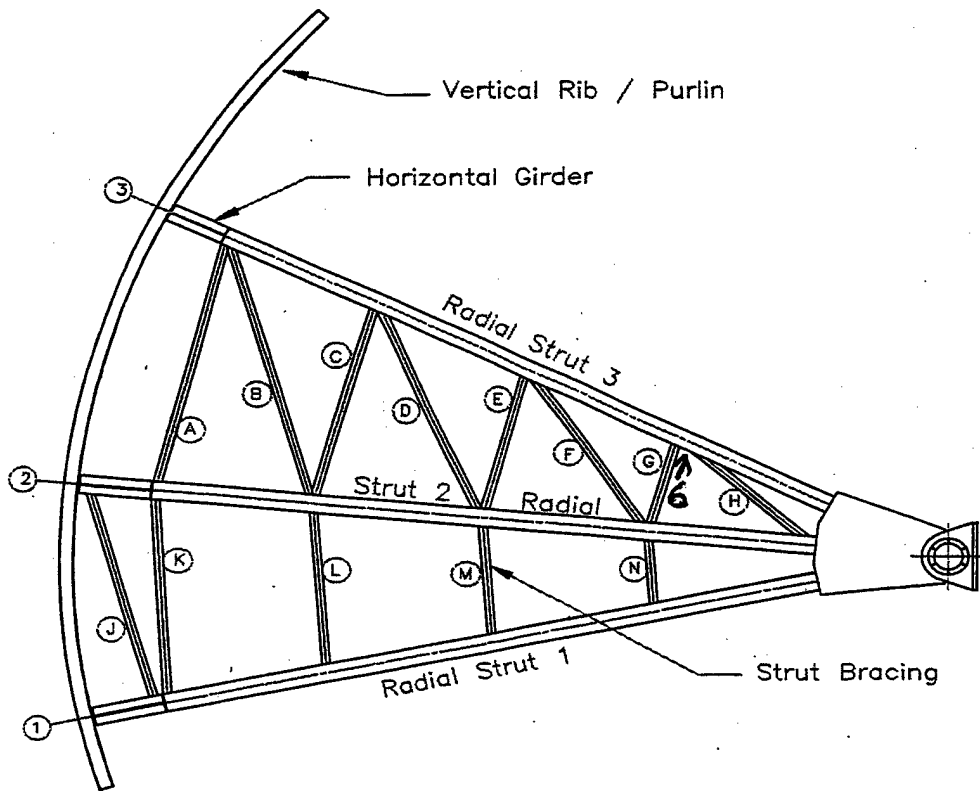 Vertical Rib / Purlin
Horizontal Girder
3
Radial Strut 3
C
B
E
D
A
F
G
6
H
2
Strut 2 Radial
K
L
M
N
J
Strut Bracing
Radial Strut 1
1